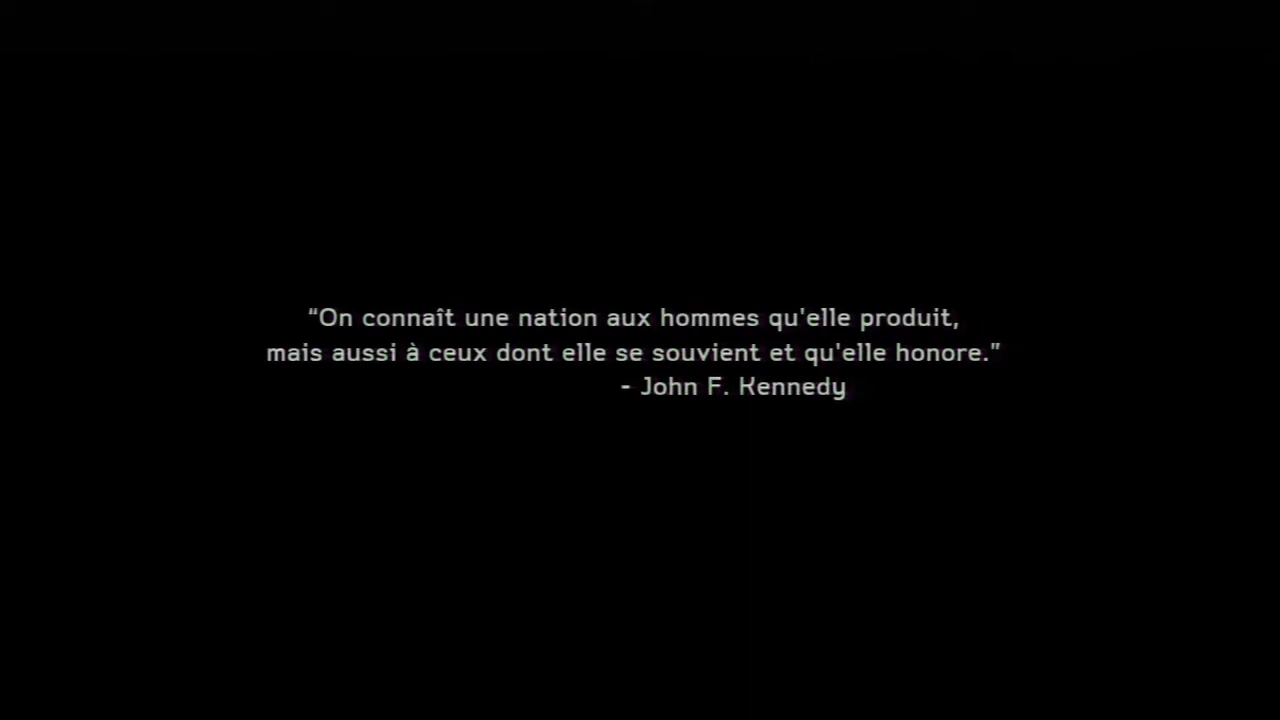 “On connaît une nation aux hommes qu'elle produit,
mais aussi à ceux dont elle se souvient et qu'elle honore.”
- John F. Kennedy